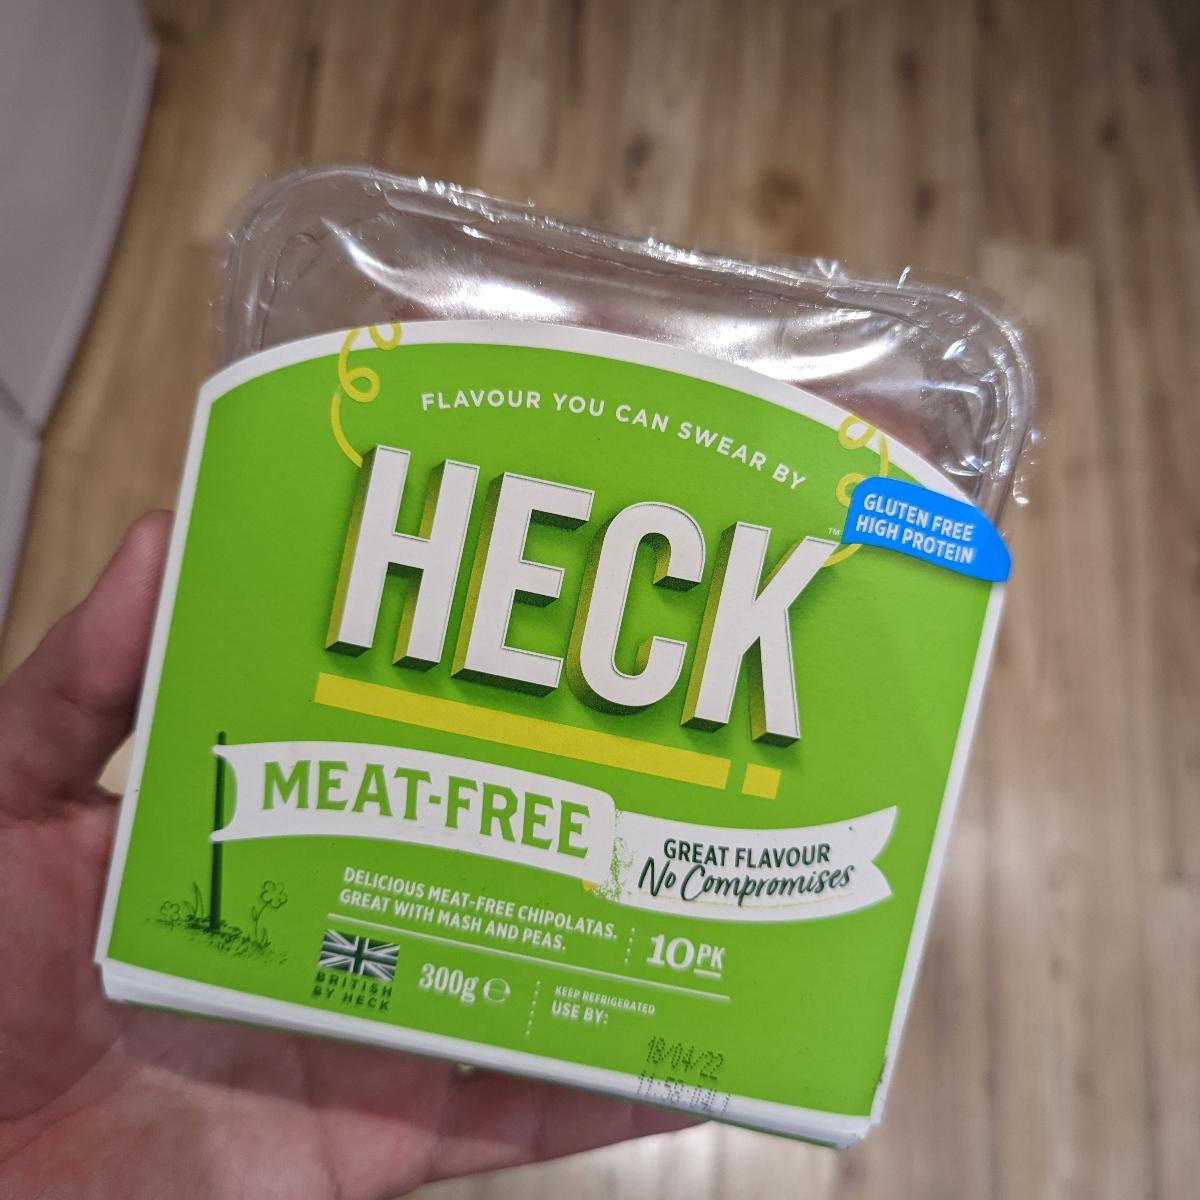 FLAVOUR YOU CAN SWEAR BY
HECK™
GLUTEN FREE
HIGH PROTEIN
MEAT-FREE
GREAT FLAVOUR
No Compromises
DELICIOUS MEAT-FREE CHIPOLATAS.
GREAT WITH MASH AND PEAS.
10PK
BRITISH
BY HECK
300g ℮
KEEP REFRIGERATED
USE BY:
18/04/22